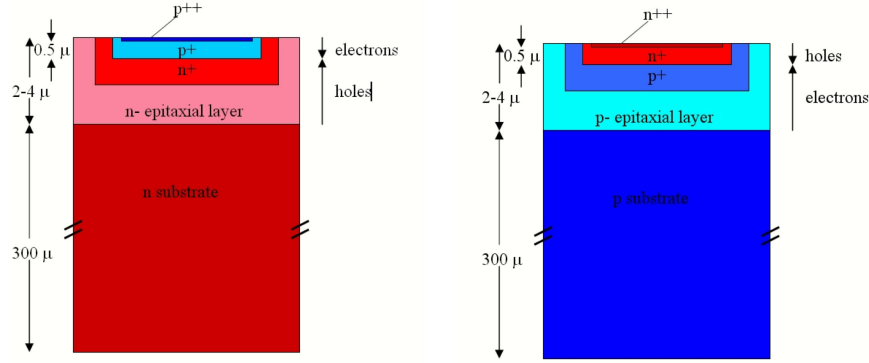 p++
0.5 μ
p+
electrons
n+
2-4 μ
holes
n- epitaxial layer
n substrate
300 μ
n++
0.5 μ
n+
holes
p+
2-4 μ
electrons
p- epitaxial layer
p substrate
300 μ